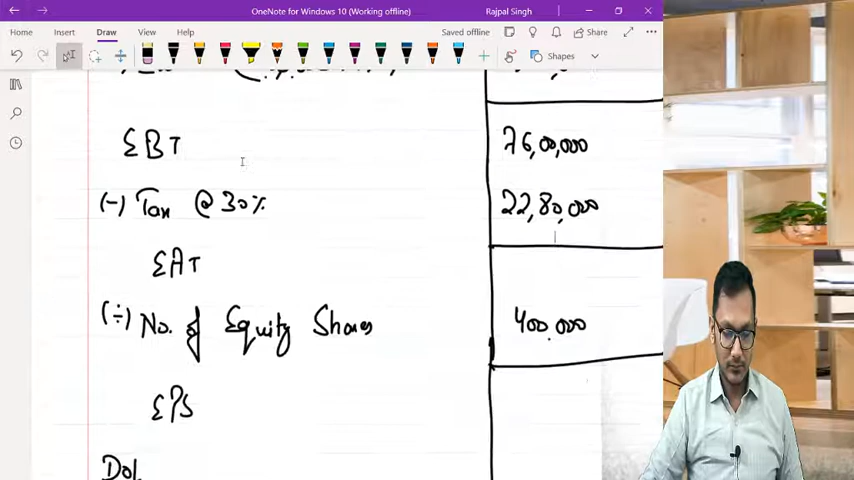 OneNote for Windows 10 (Working offline)
Rajpal Singh
Home Insert Draw View Help
Saved offline
Share
Shapes
EBT 76,00,000
(-) Tax @ 30% 22,80,000
EAT
(÷) No. of Equity Shares 400.000
EPS
DOL